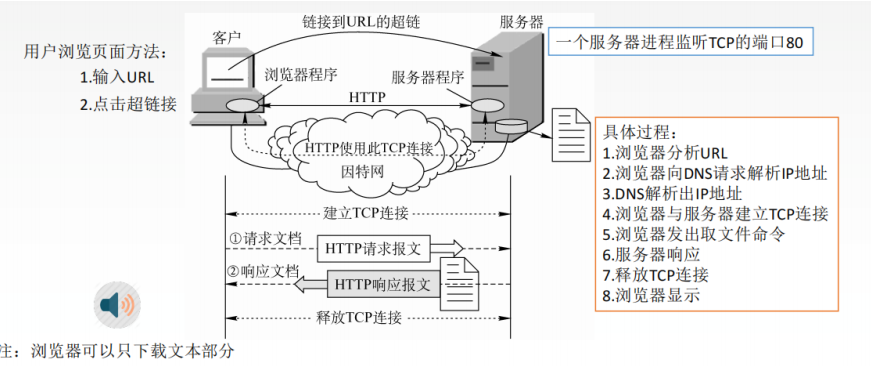 用户浏览页面方法：
1.输入URL
2.点击超链接
链接到URL的超链
客户
服务器
浏览器程序
服务器程序
HTTP
HTTP使用此TCP连接
因特网
建立TCP连接
①请求文档
HTTP请求报文
②响应文档
HTTP响应报文
释放TCP连接
一个服务器进程监听TCP的端口80
具体过程：
1.浏览器分析URL
2.浏览器向DNS请求解析IP地址
3.DNS解析出IP地址
4.浏览器与服务器建立TCP连接
5.浏览器发出取文件命令
6.服务器响应
7.释放TCP连接
8.浏览器显示
注：浏览器可以只下载文本部分